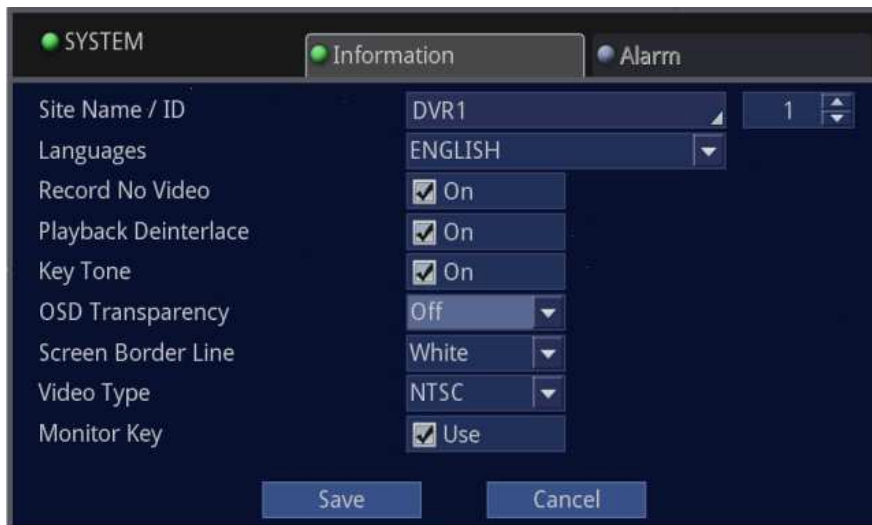 SYSTEM Information Alarm
Site Name / ID DVR1 1
Languages ENGLISH
Record No Video On
Playback Deinterlace On
Key Tone On
OSD Transparency Off
Screen Border Line White
Video Type NTSC
Monitor Key Use
Save Cancel